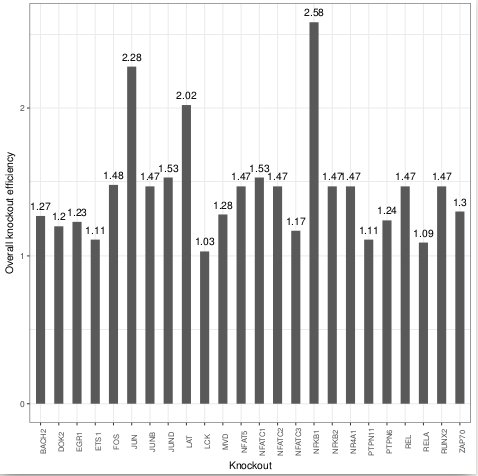 2.58
2.28
2.02
1.48
1.47
1.53
1.47
1.53
1.47
1.47
1.47
1.47
1.47
1.27
1.2
1.23
1.11
1.03
1.28
1.17
1.11
1.24
1.09
1.3
2
1
0
Overall knockout efficiency
BACH2
DOK2
EGR1
ETS1
FOS
JUN
JUNB
JUND
LAT
LCK
MVD
NFAT5
NFATC1
NFATC2
NFATC3
NFKB1
NFKB2
NR4A1
PTPN11
PTPN6
REL
RELA
RUNX2
ZAP70
Knockout